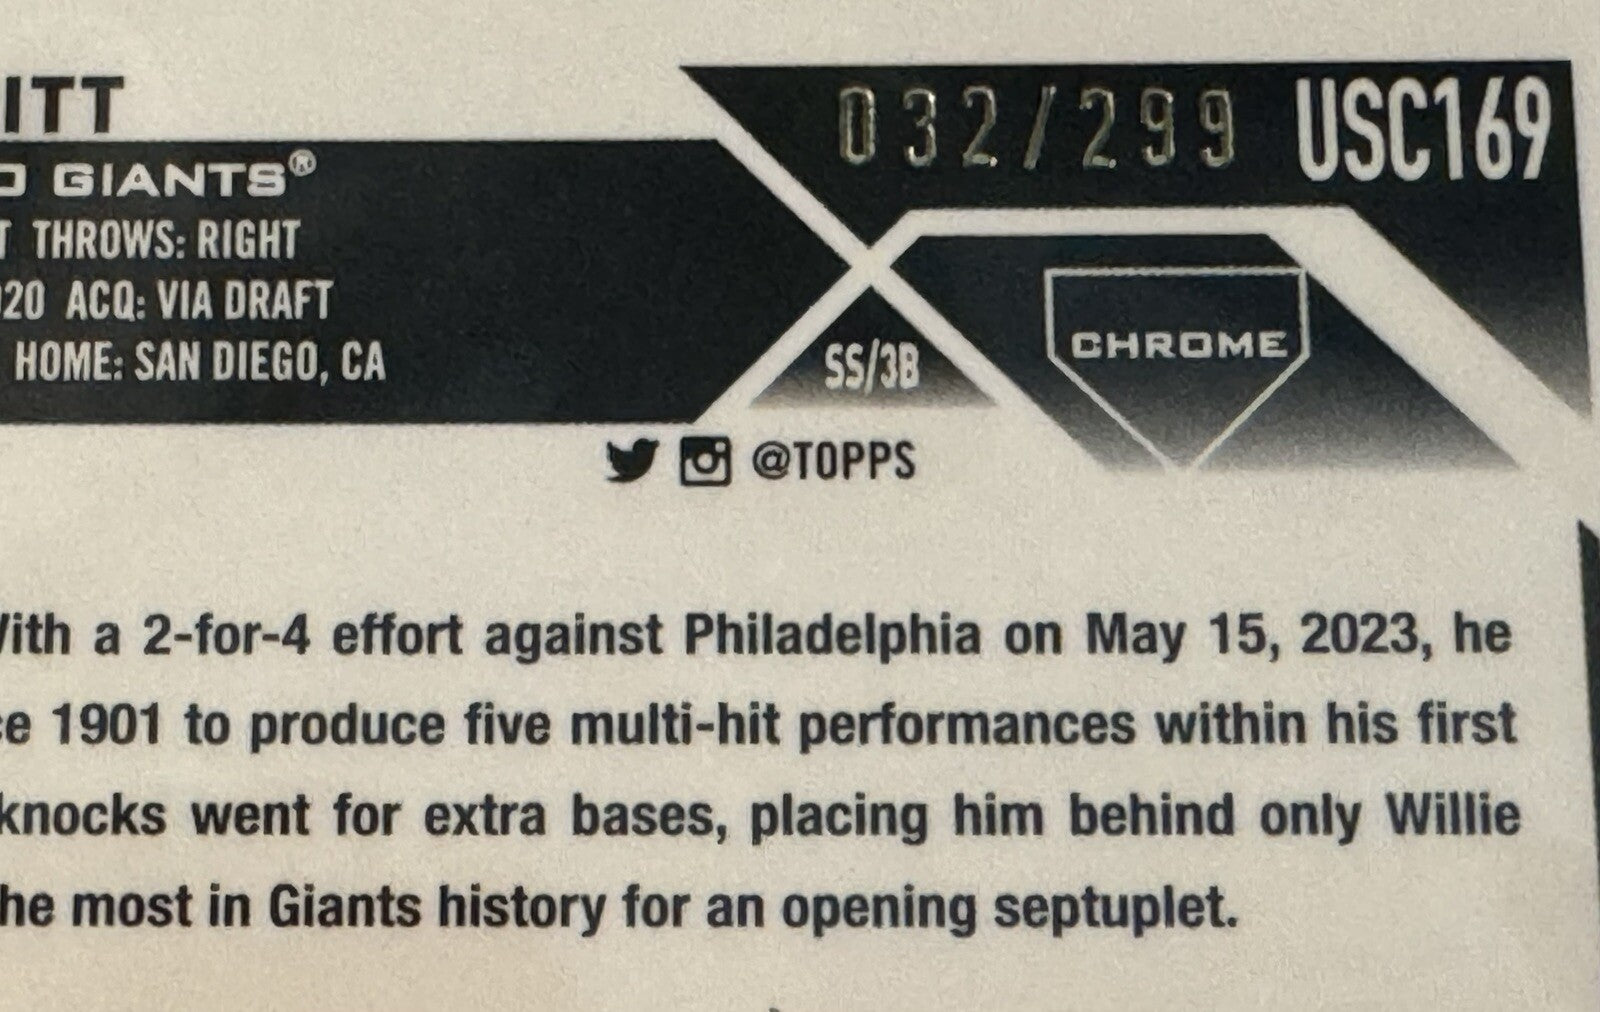 ITT
032/299 USC169
GIANTS®
THROWS: RIGHT
20 ACQ: VIA DRAFT
HOME: SAN DIEGO, CA
SS/3B
CHROME
@TOPPS
With a 2-for-4 effort against Philadelphia on May 15, 2023, he
1901 to produce five multi-hit performances within his first
knocks went for extra bases, placing him behind only Willie
the most in Giants history for an opening septuplet.